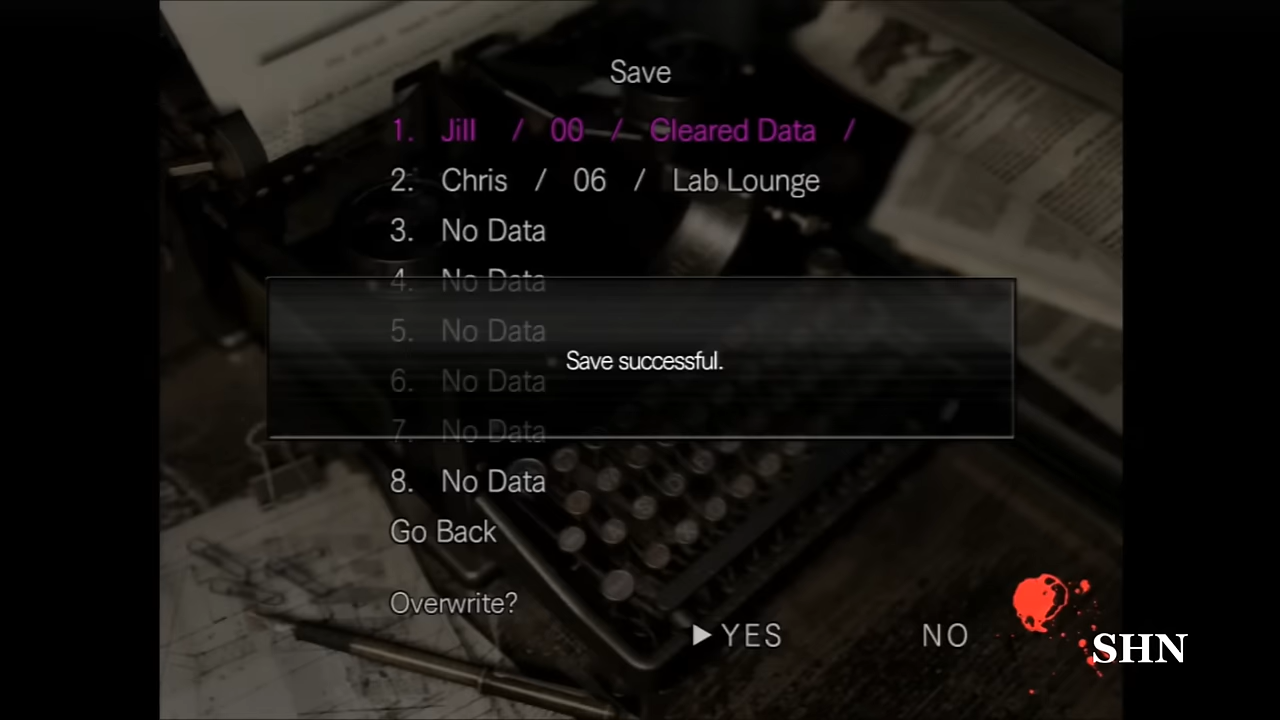 Save
1. Jill / 00 / Cleared Data /
2. Chris / 06 / Lab Lounge
3. No Data
4. No Data
5. No Data
Save successful.
6. No Data
7. No Data
8. No Data
Go Back
Overwrite?
▶YES NO
SHN